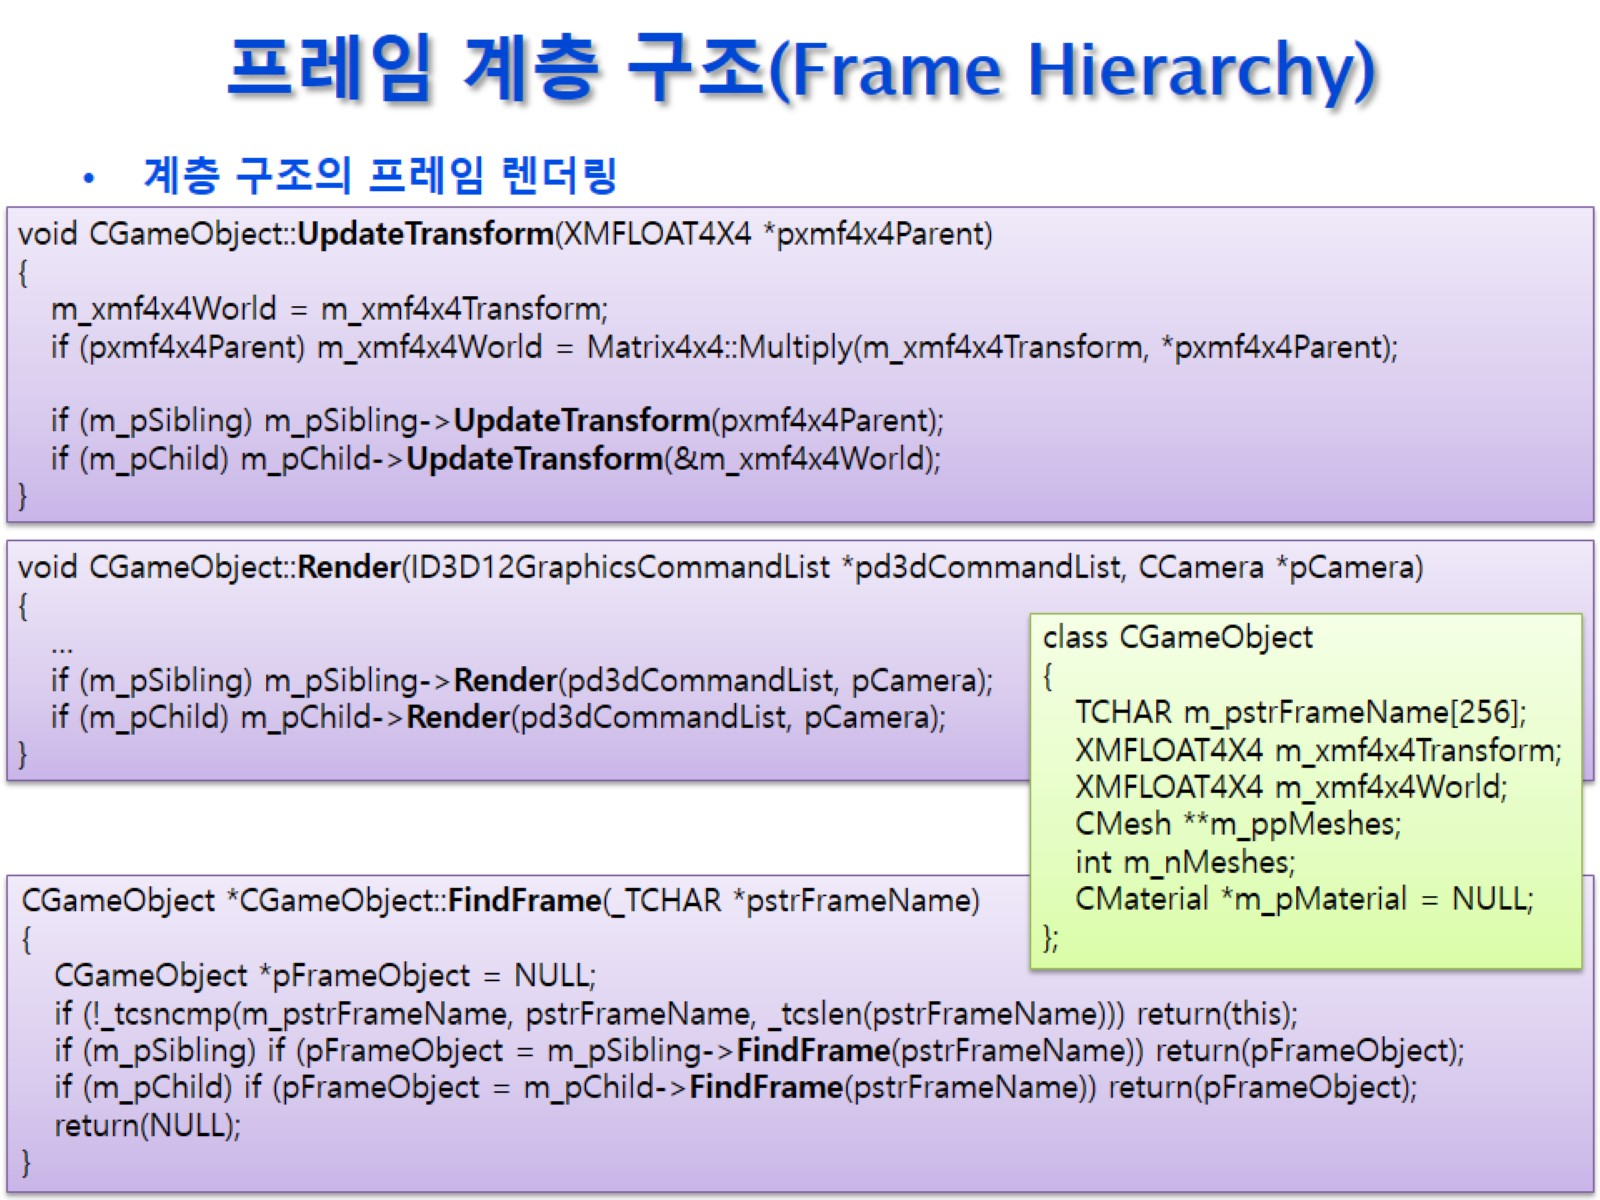 프레임 계층 구조(Frame Hierarchy)
• 계층 구조의 프레임 렌더링
void CGameObject::UpdateTransform(XMFLOAT4X4 *pxmf4x4Parent)
{
m_xmf4x4World = m_xmf4x4Transform;
if (pxmf4x4Parent) m_xmf4x4World = Matrix4x4::Multiply(m_xmf4x4Transform, *pxmf4x4Parent);
if (m_pSibling) m_pSibling->UpdateTransform(pxmf4x4Parent);
if (m_pChild) m_pChild->UpdateTransform(&m_xmf4x4World);
}
void CGameObject::Render(ID3D12GraphicsCommandList *pd3dCommandList, CCamera *pCamera)
{
...
if (m_pSibling) m_pSibling->Render(pd3dCommandList, pCamera);
if (m_pChild) m_pChild->Render(pd3dCommandList, pCamera);
}
class CGameObject
{
TCHAR m_pstrFrameName[256];
XMFLOAT4X4 m_xmf4x4Transform;
XMFLOAT4X4 m_xmf4x4World;
CMesh **m_ppMeshes;
int m_nMeshes;
CMaterial *m_pMaterial = NULL;
};
CGameObject *CGameObject::FindFrame(_TCHAR *pstrFrameName)
{
CGameObject *pFrameObject = NULL;
if (!_tcsncmp(m_pstrFrameName, pstrFrameName, _tcslen(pstrFrameName))) return(this);
if (m_pSibling) if (pFrameObject = m_pSibling->FindFrame(pstrFrameName)) return(pFrameObject);
if (m_pChild) if (pFrameObject = m_pChild->FindFrame(pstrFrameName)) return(pFrameObject);
return(NULL);
}